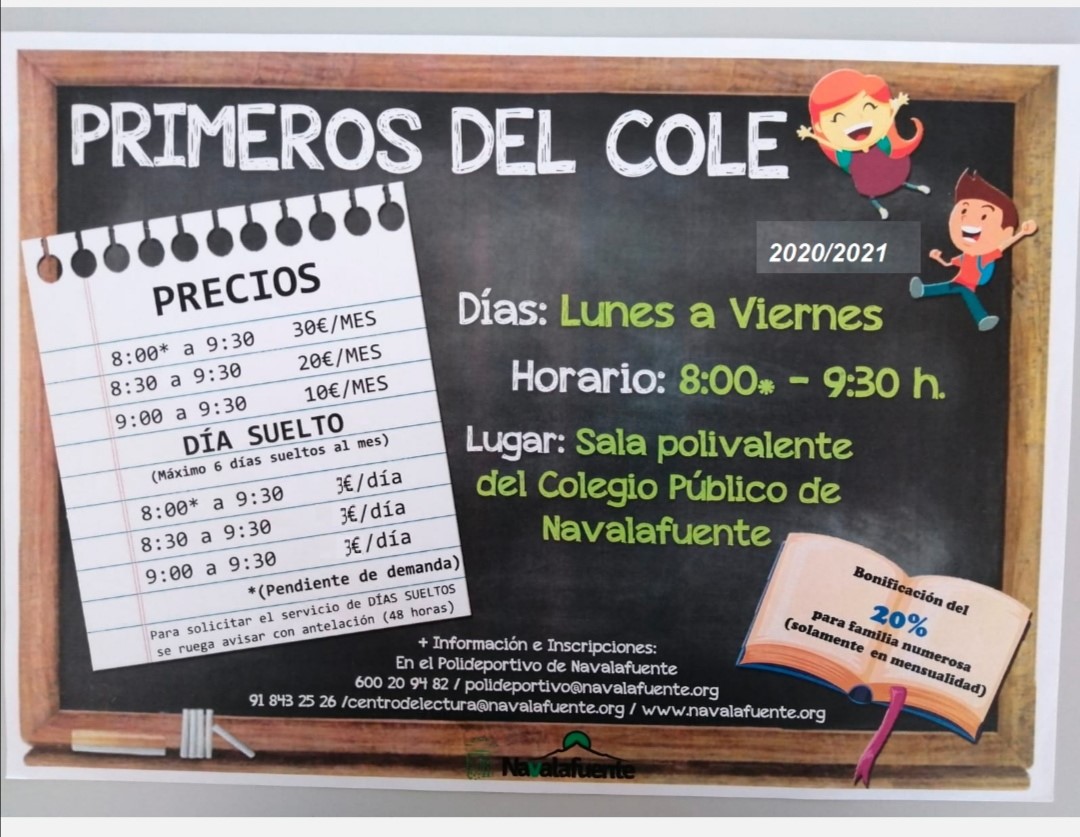 PRIMEROS DEL COLE
2020/2021
PRECIOS
8:00* a 9:30 30€/MES
8:30 a 9:30 20€/MES
9:00 a 9:30 10€/MES
DÍA SUELTO
(Máximo 6 días sueltos al mes)
8:00* a 9:30 3€/día
8:30 a 9:30 3€/día
9:00 a 9:30 3€/día
*(Pendiente de demanda)
Para solicitar el servicio de DÍAS SUELTOS
se ruega avisar con antelación (48 horas)
Días: Lunes a Viernes
Horario: 8:00* - 9:30 h.
Lugar: Sala polivalente
del Colegio Público de
Navalafuente
Bonificación del
20%
para familia numerosa
(solamente en mensualidad)
+ Información e Inscripciones:
En el Polideportivo de Navalafuente
600 20 94 82 / polideportivo@navalafuente.org
91 843 25 26 /centrodelectura@navalafuente.org / www.navalafuente.org
Navalafuente